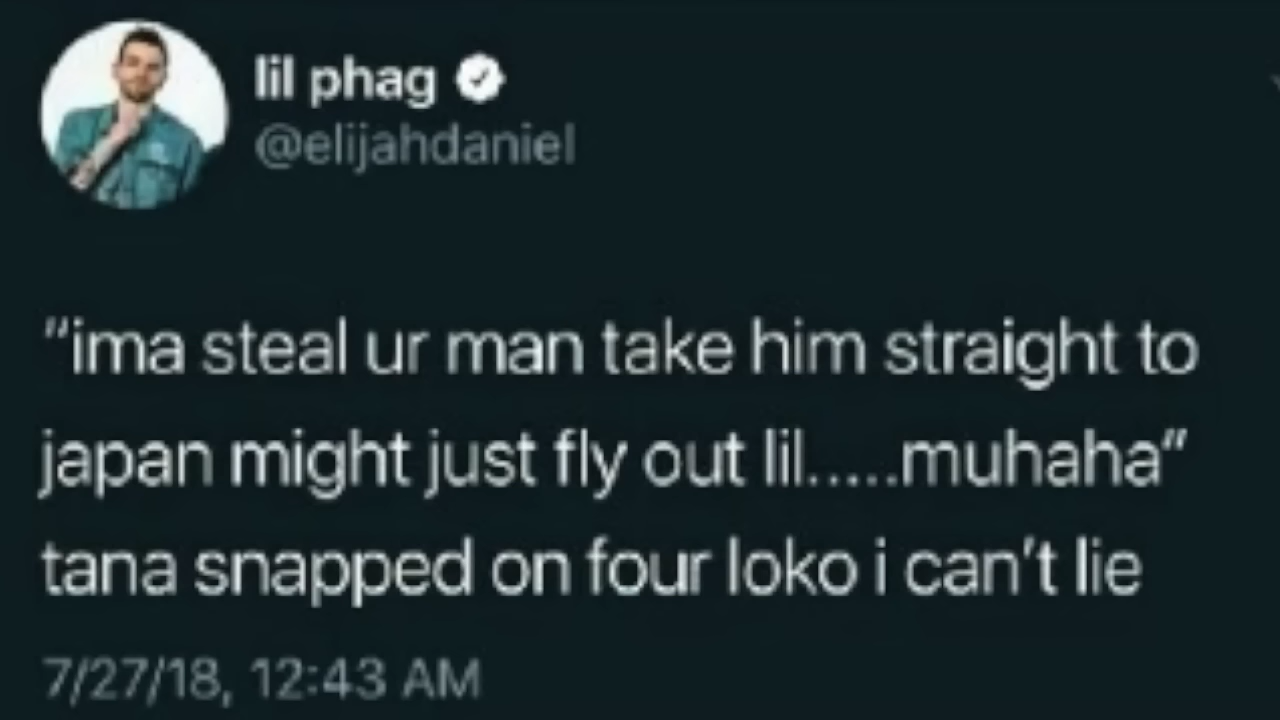 lil phag
@elijahdaniel
“ima steal ur man take him straight to
japan might just fly out lil.....muhaha”
tana snapped on four loko i can’t lie
7/27/18, 12:43 AM